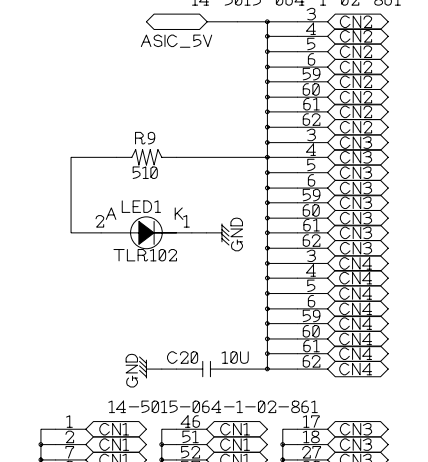 14-5015-064-1-02-861
ASIC_5V
3 CN2
4 CN2
5 CN2
6 CN2
59 CN2
60 CN2
61 CN2
62 CN2
3 CN3
4 CN3
5 CN3
6 CN3
59 CN3
60 CN3
61 CN3
62 CN3
3 CN4
4 CN4
5 CN4
6 CN4
59 CN4
60 CN4
61 CN4
62 CN4
R9
510
LED1
2 A K 1
TLR102
GND
GND
C20 10U
14-5015-064-1-02-861
1 CN1 46 CN1 17 CN3
2 CN1 51 CN1 18 CN3
7 CN1 52 CN1 27 CN3